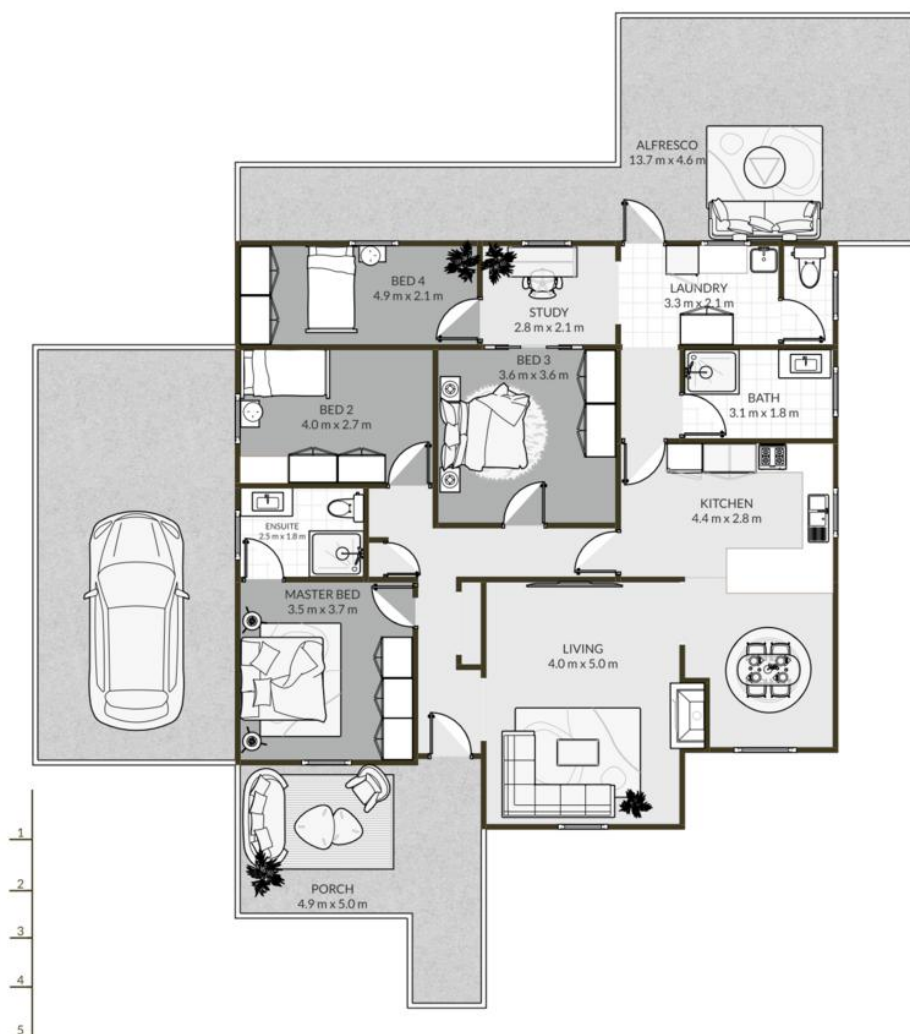 ALFRESCO
13.7 m x 4.6 m
BED 4
4.9 m x 2.1 m
STUDY
2.8 m x 2.1 m
LAUNDRY
3.3 m x 2.1 m
BED 2
4.0 m x 2.7 m
BED 3
3.6 m x 3.6 m
BATH
3.1 m x 1.8 m
ENSUITE
2.5 m x 1.8 m
KITCHEN
4.4 m x 2.8 m
MASTER BED
3.5 m x 3.7 m
LIVING
4.0 m x 5.0 m
PORCH
4.9 m x 5.0 m
1
2
3
4
5